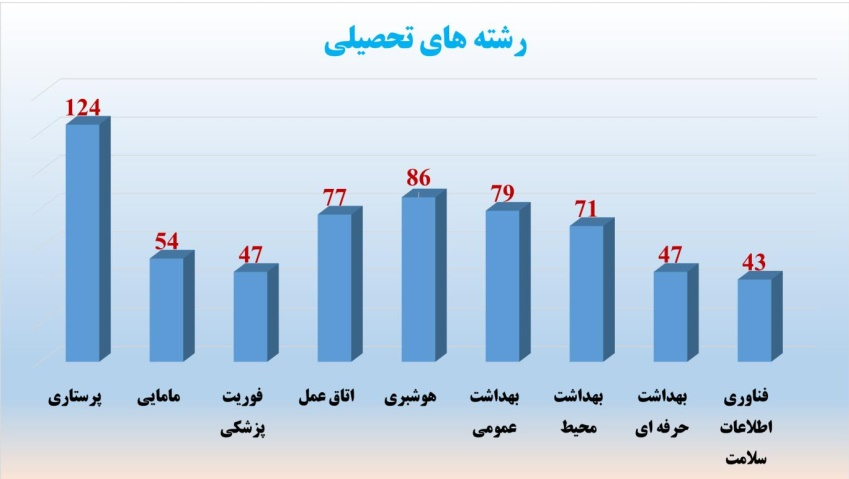 رشته های تحصیلی
124
54
47
77
86
79
71
47
43
پرستاری
مامایی
فوریت
پزشکی
اتاق عمل
هوشبری
بهداشت
عمومی
بهداشت
محیط
بهداشت
حرفه ای
فناوری
اطلاعات
سلامت